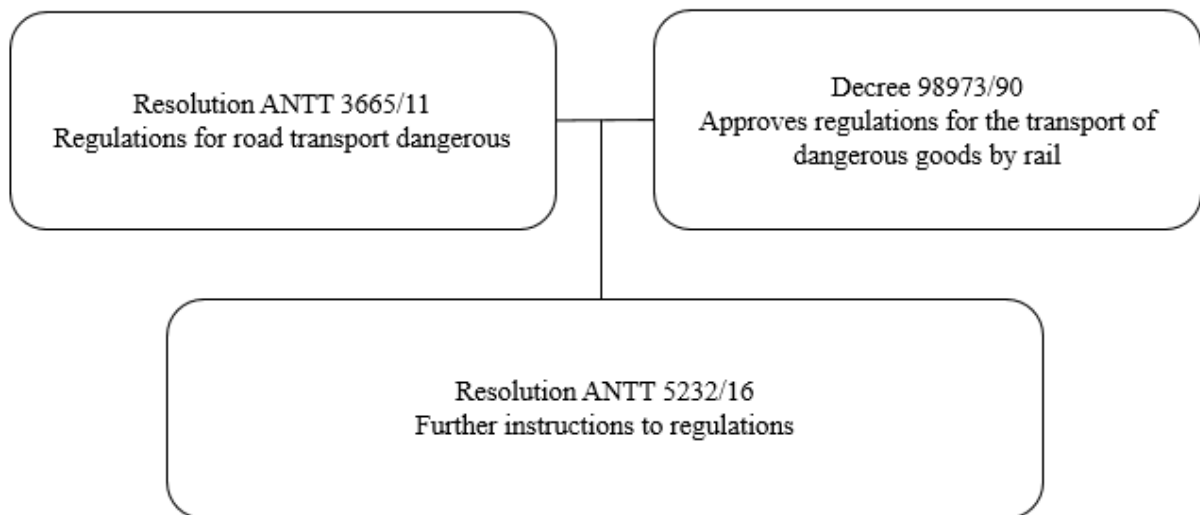 Resolution ANTT 3665/11
Regulations for road transport dangerous
Decree 98973/90
Approves regulations for the transport of
dangerous goods by rail
Resolution ANTT 5232/16
Further instructions to regulations